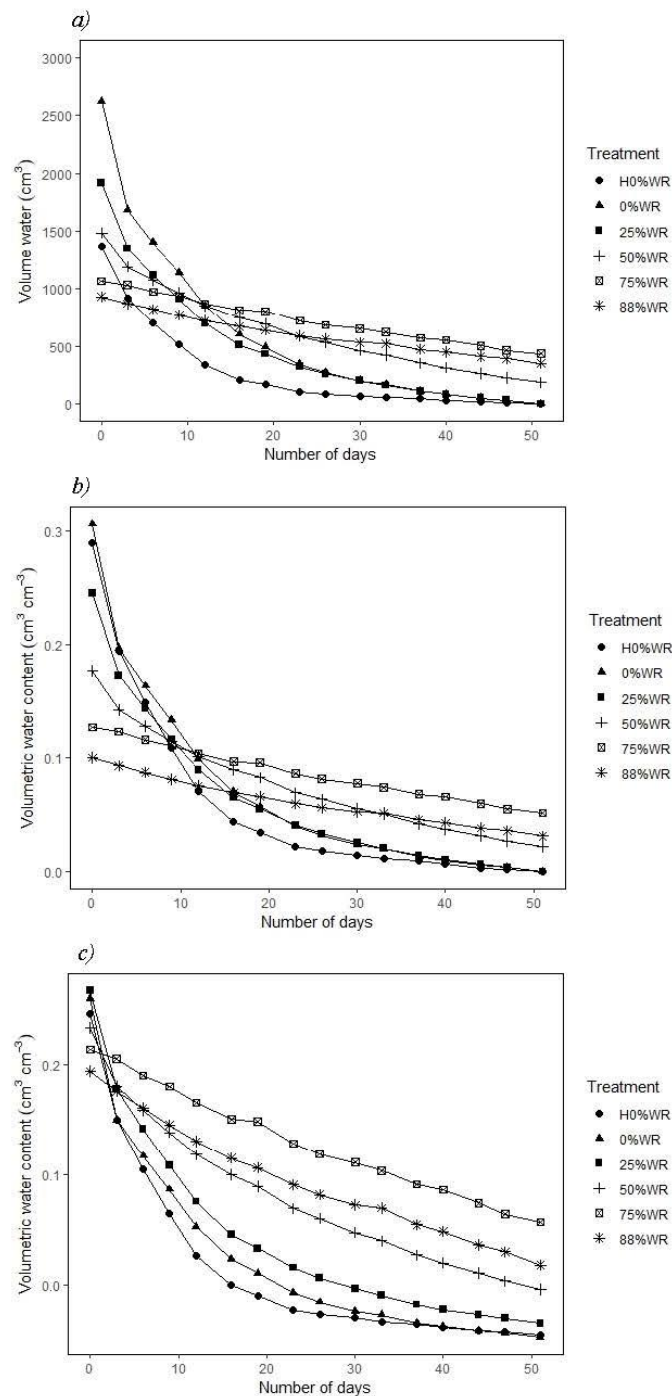 a)
3000
2500
2000
1500
1000
500
0
Volume water (cm³)
0 10 20 30 40 50
Number of days
Treatment
H0%WR
0%WR
25%WR
50%WR
75%WR
88%WR
b)
0.3
0.2
0.1
0.0
Volumetric water content (cm³ cm⁻³)
0 10 20 30 40 50
Number of days
Treatment
H0%WR
0%WR
25%WR
50%WR
75%WR
88%WR
c)
0.2
0.1
0.0
Volumetric water content (cm³ cm⁻³)
0 10 20 30 40 50
Number of days
Treatment
H0%WR
0%WR
25%WR
50%WR
75%WR
88%WR